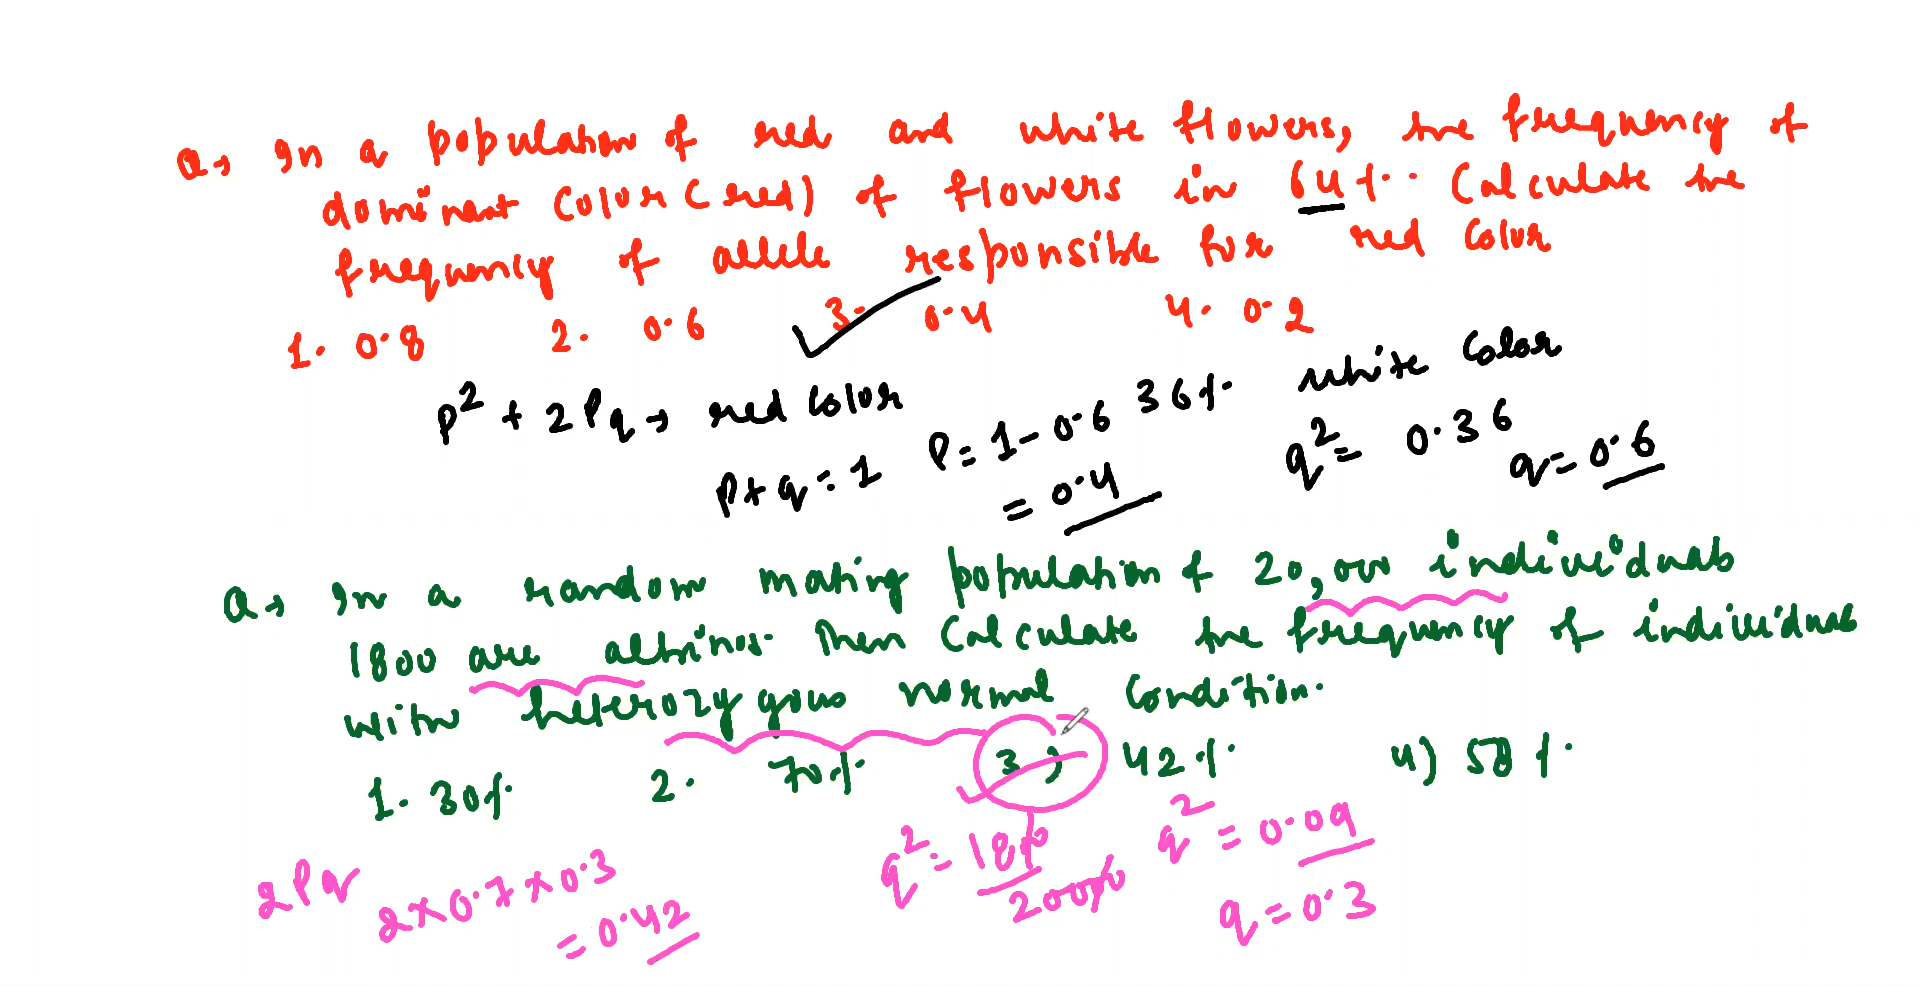 Q→ In a population of red and white flowers, the frequency of
dominant color (red) of flowers in 64%. Calculate the
frequency of allele responsible for red color
1. 0.8 2. 0.6 3. 0.4 4. 0.2
p² + 2pq → red color 36% white color
p+q=1 p=1-0.6 q²= 0.36
= 0.4 q= 0.6
Q→ In a random mating population of 20,000 individuals
1800 are albinos. Then calculate the frequency of individuals
with heterozygous normal condition.
1. 30% 2. 70% 3) 42% 4) 58%
2pq 2×0.7×0.3 q²= 1800/20000 q²= 0.09
= 0.42 q=0.3